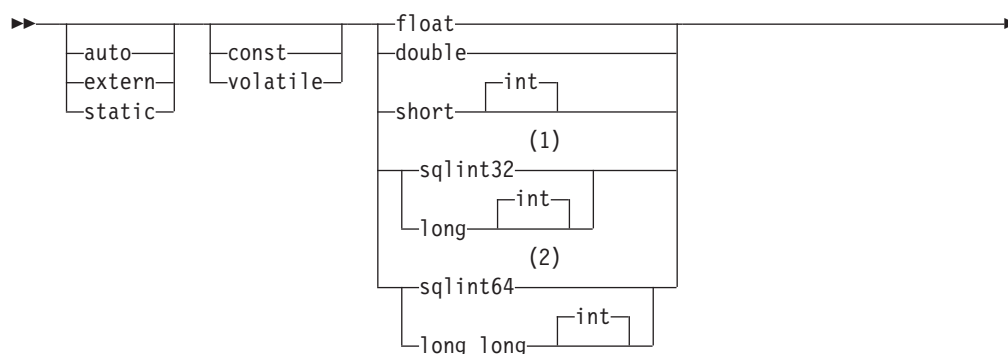 float
auto const double
extern volatile int
static short
(1)
sqlint32
int
long
(2)
sqlint64
int
long long